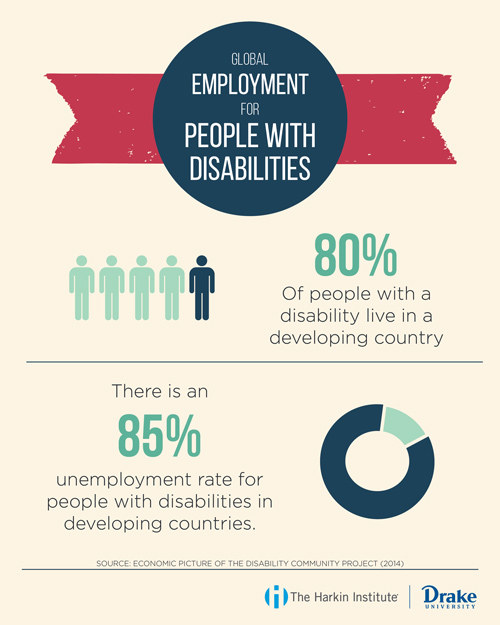 GLOBAL
EMPLOYMENT
FOR
PEOPLE WITH
DISABILITIES
80%
Of people with a
disability live in a
developing country
There is an
85%
unemployment rate for
people with disabilities in
developing countries.
SOURCE: ECONOMIC PICTURE OF THE DISABILITY COMMUNITY PROJECT (2014)
The Harkin Institute
Drake
UNIVERSITY